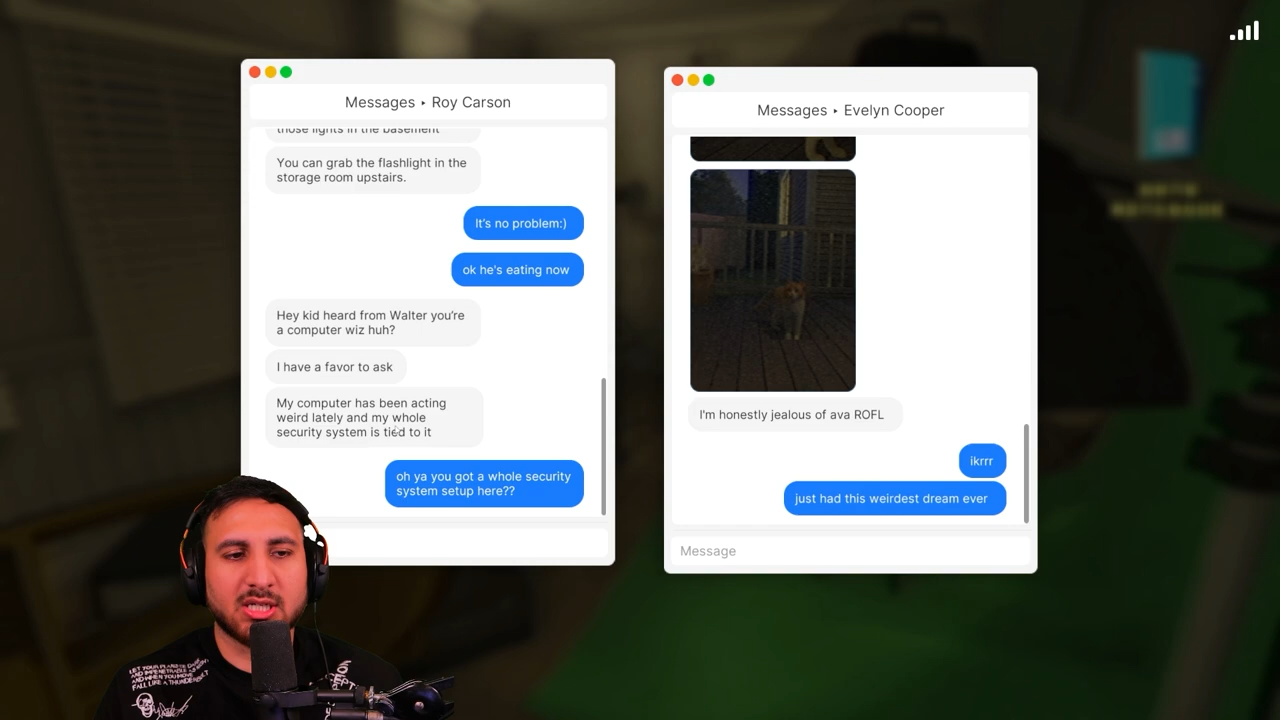 Messages ▸ Roy Carson
those lights in the basement
You can grab the flashlight in the
storage room upstairs.
It's no problem:)
ok he's eating now
Hey kid heard from Walter you're
a computer wiz huh?
I have a favor to ask
My computer has been acting
weird lately and my whole
security system is tied to it
oh ya you got a whole security
system setup here??
Messages ▸ Evelyn Cooper
I'm honestly jealous of ava ROFL
ikrrr
just had this weirdest dream ever
Message